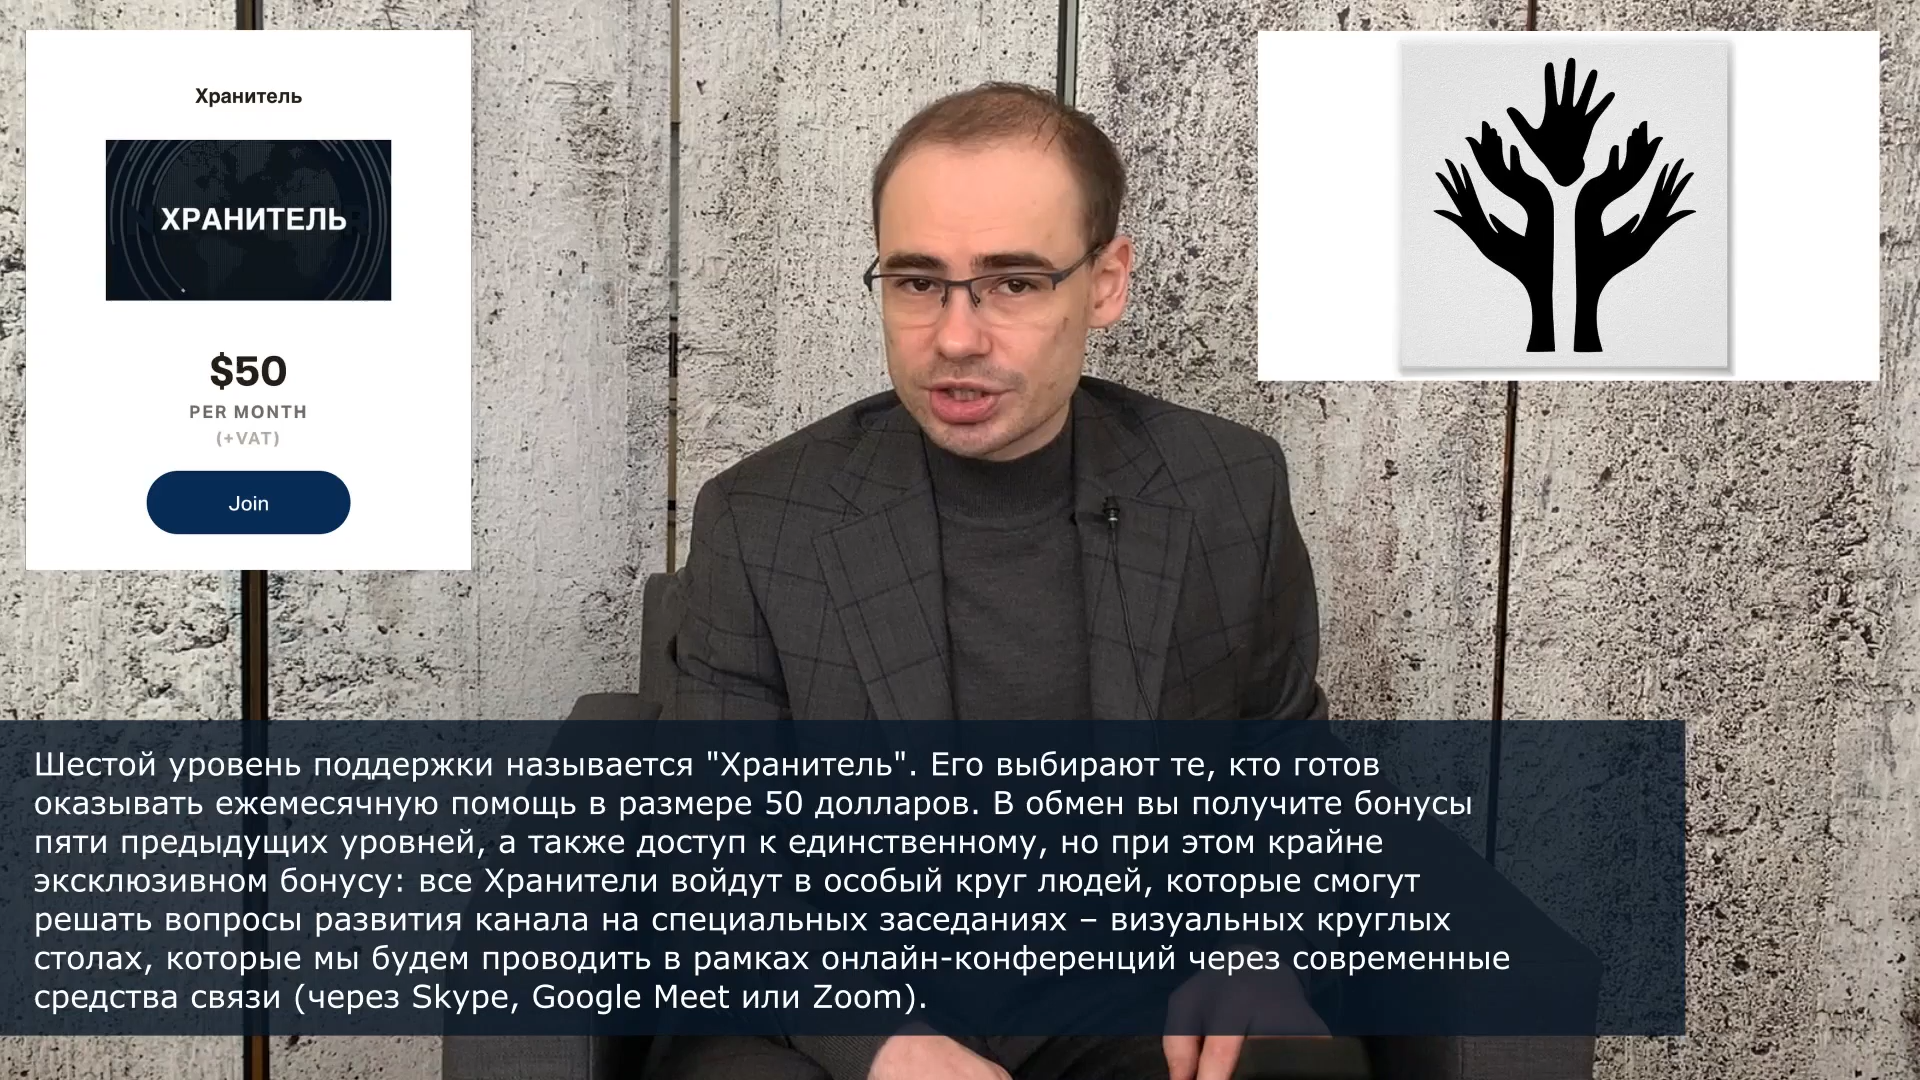 Хранитель
ХРАНИТЕЛЬ
$50
PER MONTH
(+VAT)
Join
Шестой уровень поддержки называется "Хранитель". Его выбирают те, кто готов
оказывать ежемесячную помощь в размере 50 долларов. В обмен вы получите бонусы
пяти предыдущих уровней, а также доступ к единственному, но при этом крайне
эксклюзивном бонусу: все Хранители войдут в особый круг людей, которые смогут
решать вопросы развития канала на специальных заседаниях – визуальных круглых
столах, которые мы будем проводить в рамках онлайн-конференций через современные
средства связи (через Skype, Google Meet или Zoom).